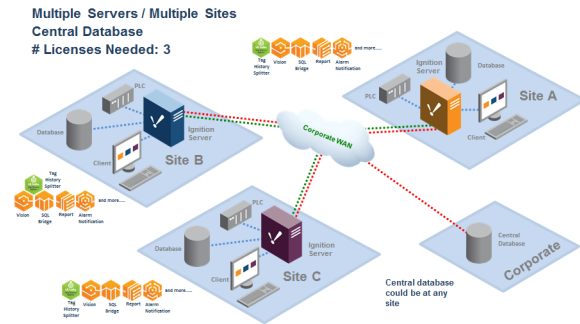 Multiple Servers / Multiple Sites
Central Database
# Licenses Needed: 3
and more.....
Tag
History
Splitter
Vision
SQL
Bridge
Report
Alarm
Notification
Ignition
Server
Database
PLC
Client
Site A
PLC
Database
Ignition
Server
Client
Site B
Corporate WAN
Tag
History
Splitter
and more.....
Vision
SQL
Bridge
Report
Alarm
Notification
PLC
Database
Ignition
Server
Client
Site C
Central
Database
Corporate
and more.....
Tag
History
Splitter
Vision
SQL
Bridge
Report
Alarm
Notification
Central database
could be at any
site